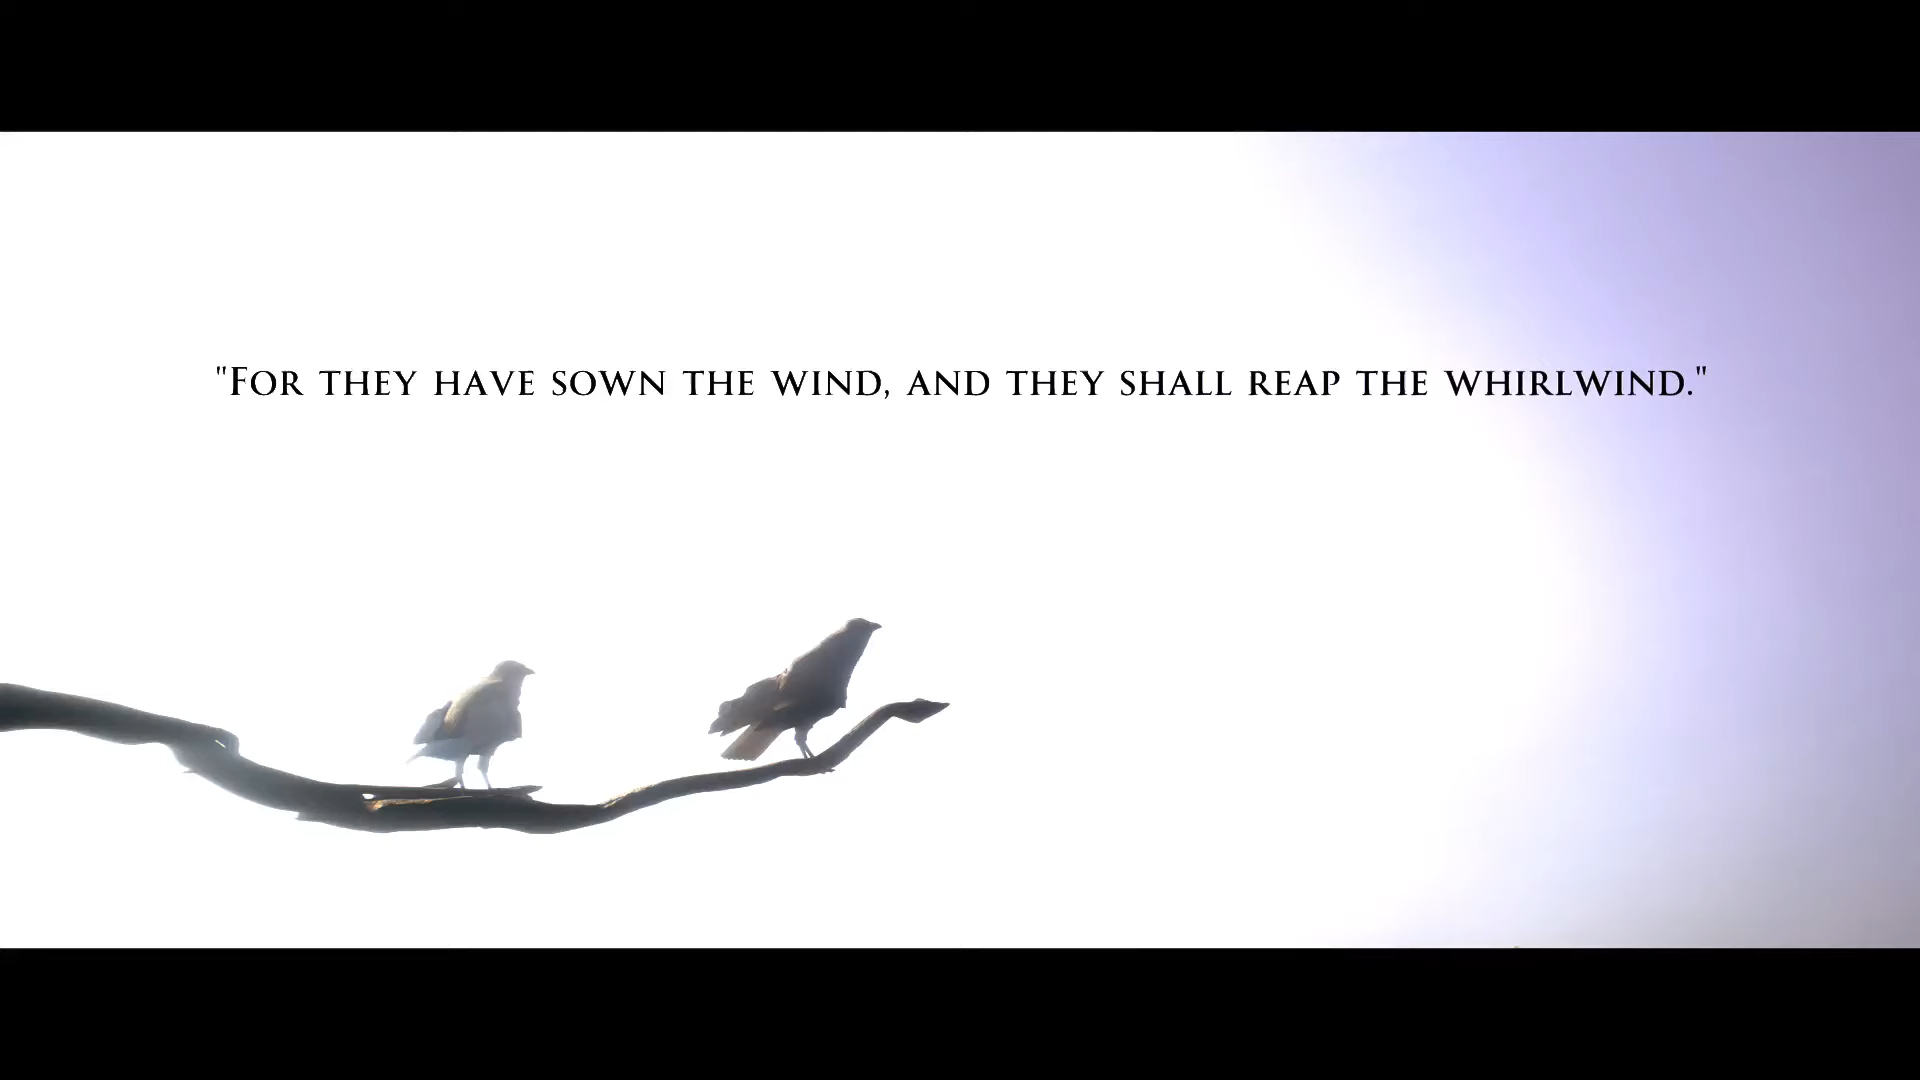 "For they have sown the wind, and they shall reap the whirlwind."